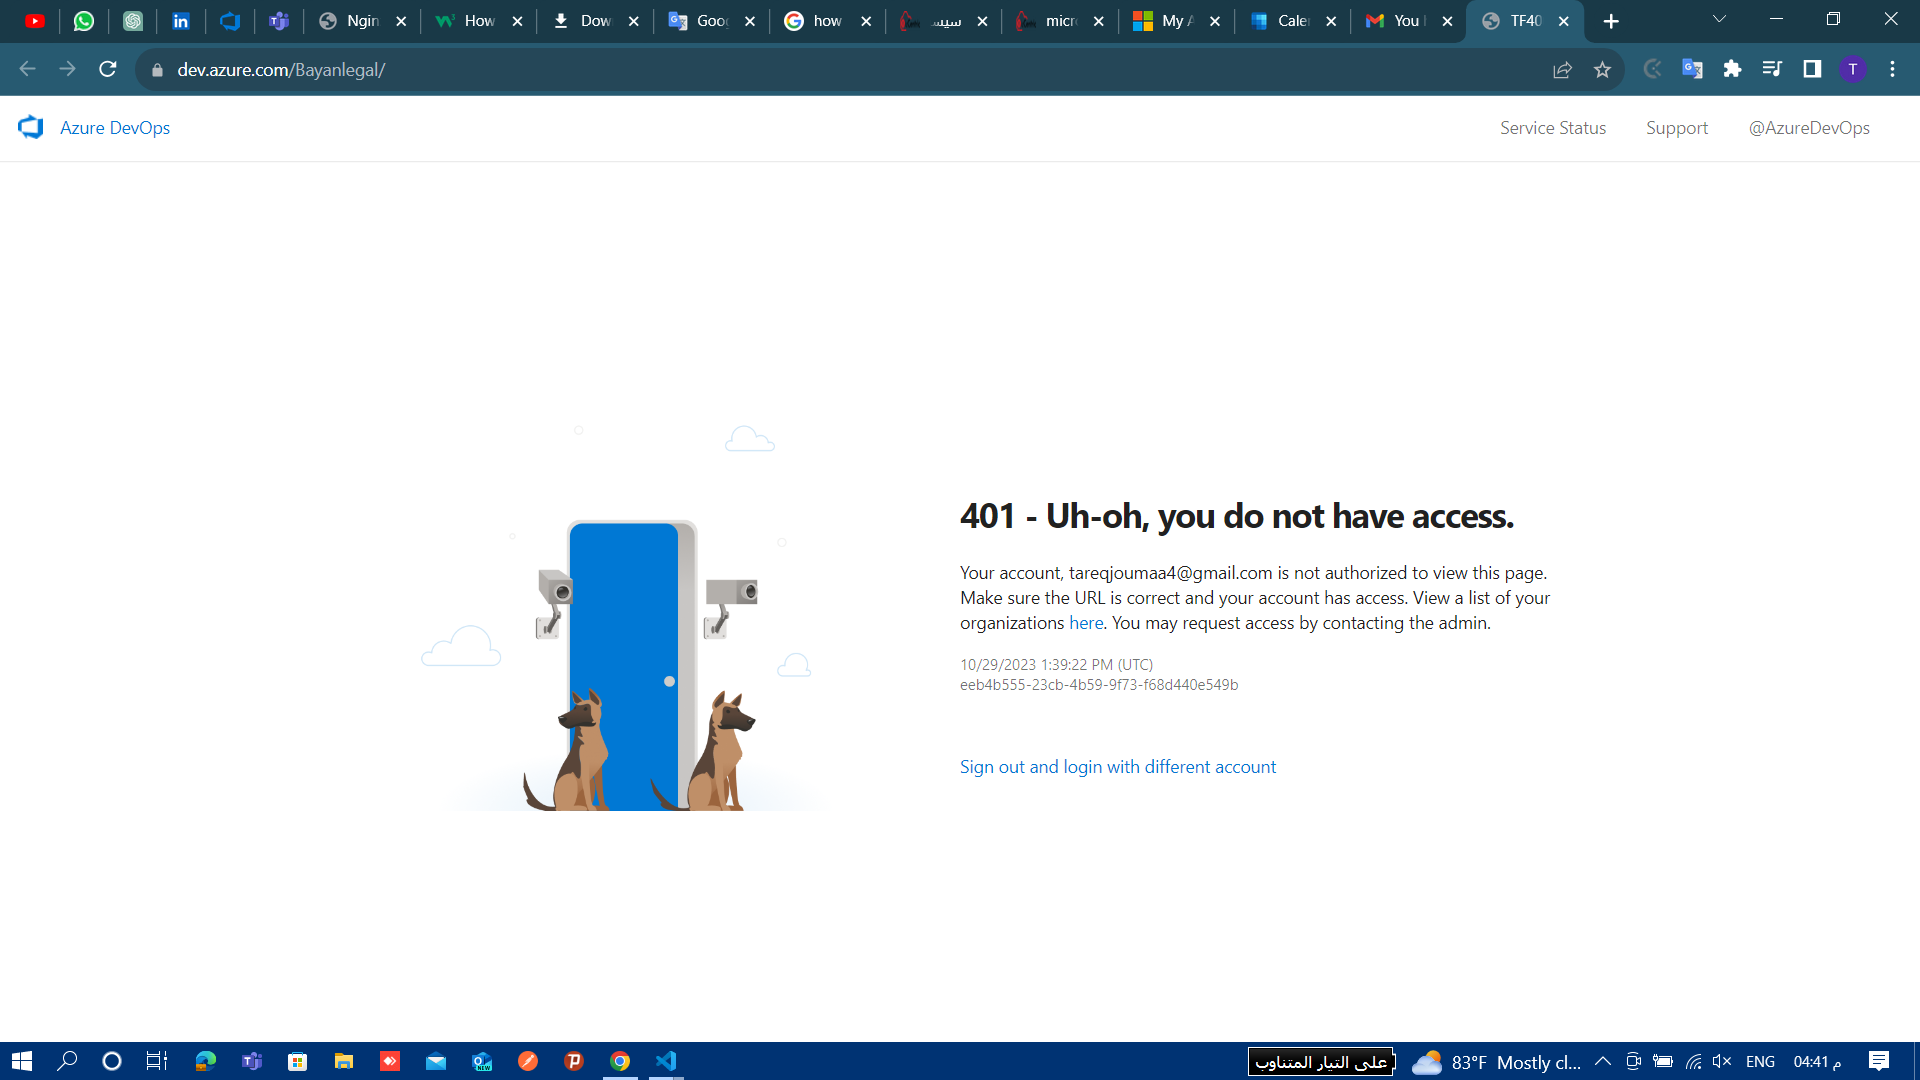 Ngin
How
Dow
Goog
how
سيس
micr
My A
Caler
You
TF40
dev.azure.com/Bayanlegal/
T
Azure DevOps
Service Status
Support
@AzureDevOps
401 - Uh-oh, you do not have access.
Your account, tareqjoumaa4@gmail.com is not authorized to view this page.
Make sure the URL is correct and your account has access. View a list of your
organizations here. You may request access by contacting the admin.
10/29/2023 1:39:22 PM (UTC)
eeb4b555-23cb-4b59-9f73-f68d440e549b
Sign out and login with different account
على التيار المتناوب
83°F Mostly cl...
ENG
04:41 م